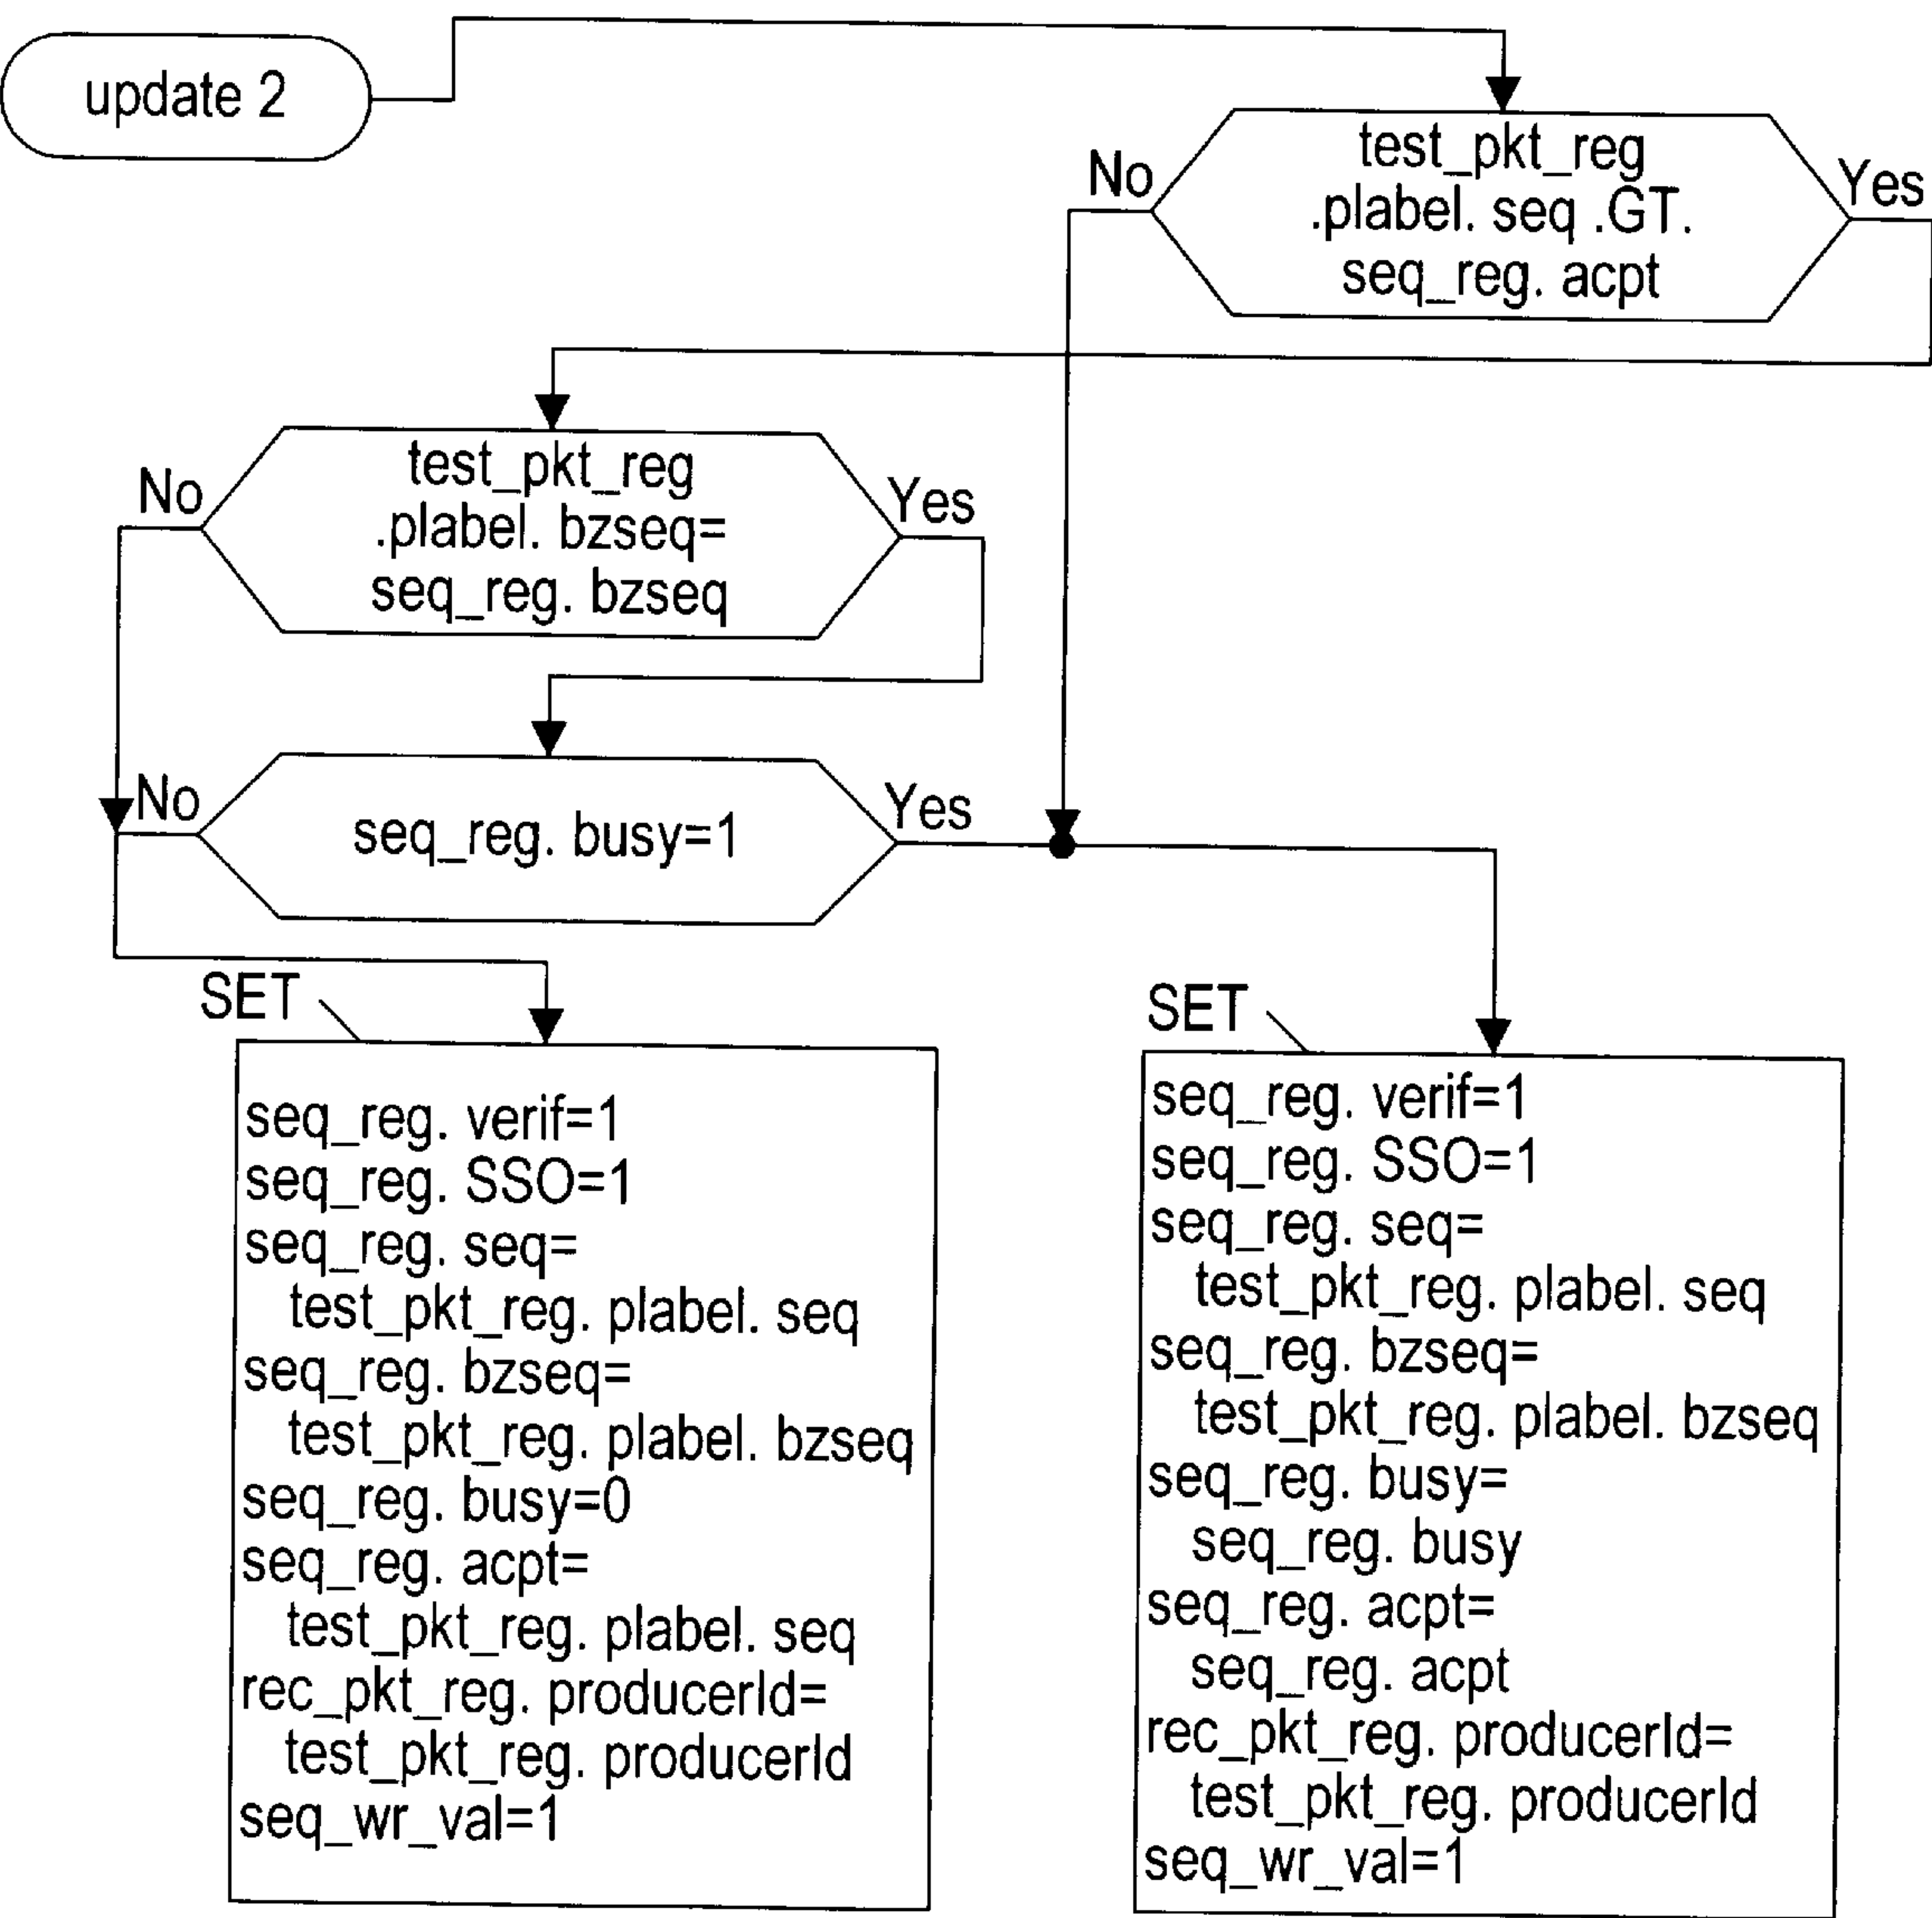 update 2
test_pkt_reg
.plabel. seq .GT.
seq_reg. acpt
No
Yes
test_pkt_reg
.plabel. bzseq=
seq_reg. bzseq
No
Yes
seq_reg. busy=1
No
Yes
SET
seq_reg. verif=1
seq_reg. SSO=1
seq_reg. seq=
test_pkt_reg. plabel. seq
seq_reg. bzseq=
test_pkt_reg. plabel. bzseq
seq_reg. busy=0
seq_reg. acpt=
test_pkt_reg. plabel. seq
rec_pkt_reg. producerId=
test_pkt_reg. producerId
seq_wr_val=1
SET
seq_reg. verif=1
seq_reg. SSO=1
seq_reg. seq=
test_pkt_reg. plabel. seq
seq_reg. bzseq=
test_pkt_reg. plabel. bzseq
seq_reg. busy=
seq_reg. busy
seq_reg. acpt=
seq_reg. acpt
rec_pkt_reg. producerId=
test_pkt_reg. producerId
seq_wr_val=1